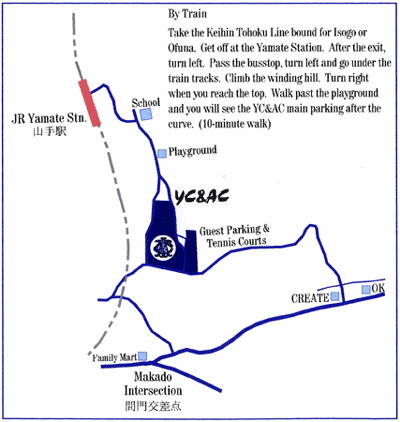 By Train
Take the Keihin Tohoku Line bound for Isogo or
Ofuna. Get off at the Yamate Station. After the exit,
turn left. Pass the busstop, turn left and go under the
train tracks. Climb the winding hill. Turn right
when you reach the top. Walk past the playground
and you will see the YC&AC main parking after the
curve. (10-minute walk)
JR Yamate Stn.
山手駅
School
Playground
YC&AC
Guest Parking &
Tennis Courts
CREATE
OK
Family Mart
Makado
Intersection
間門交差点